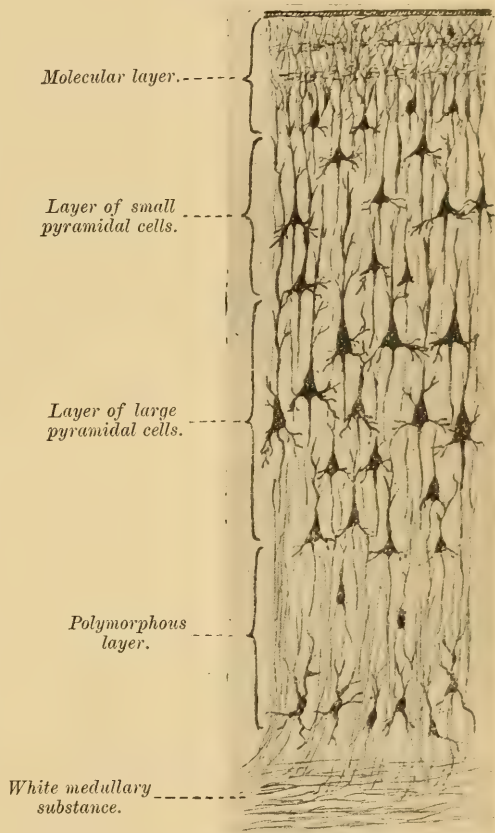 Molecular layer.
Layer of small
pyramidal cells.
Layer of large
pyramidal cells.
Polymorphous
layer.
White medullary
substance.